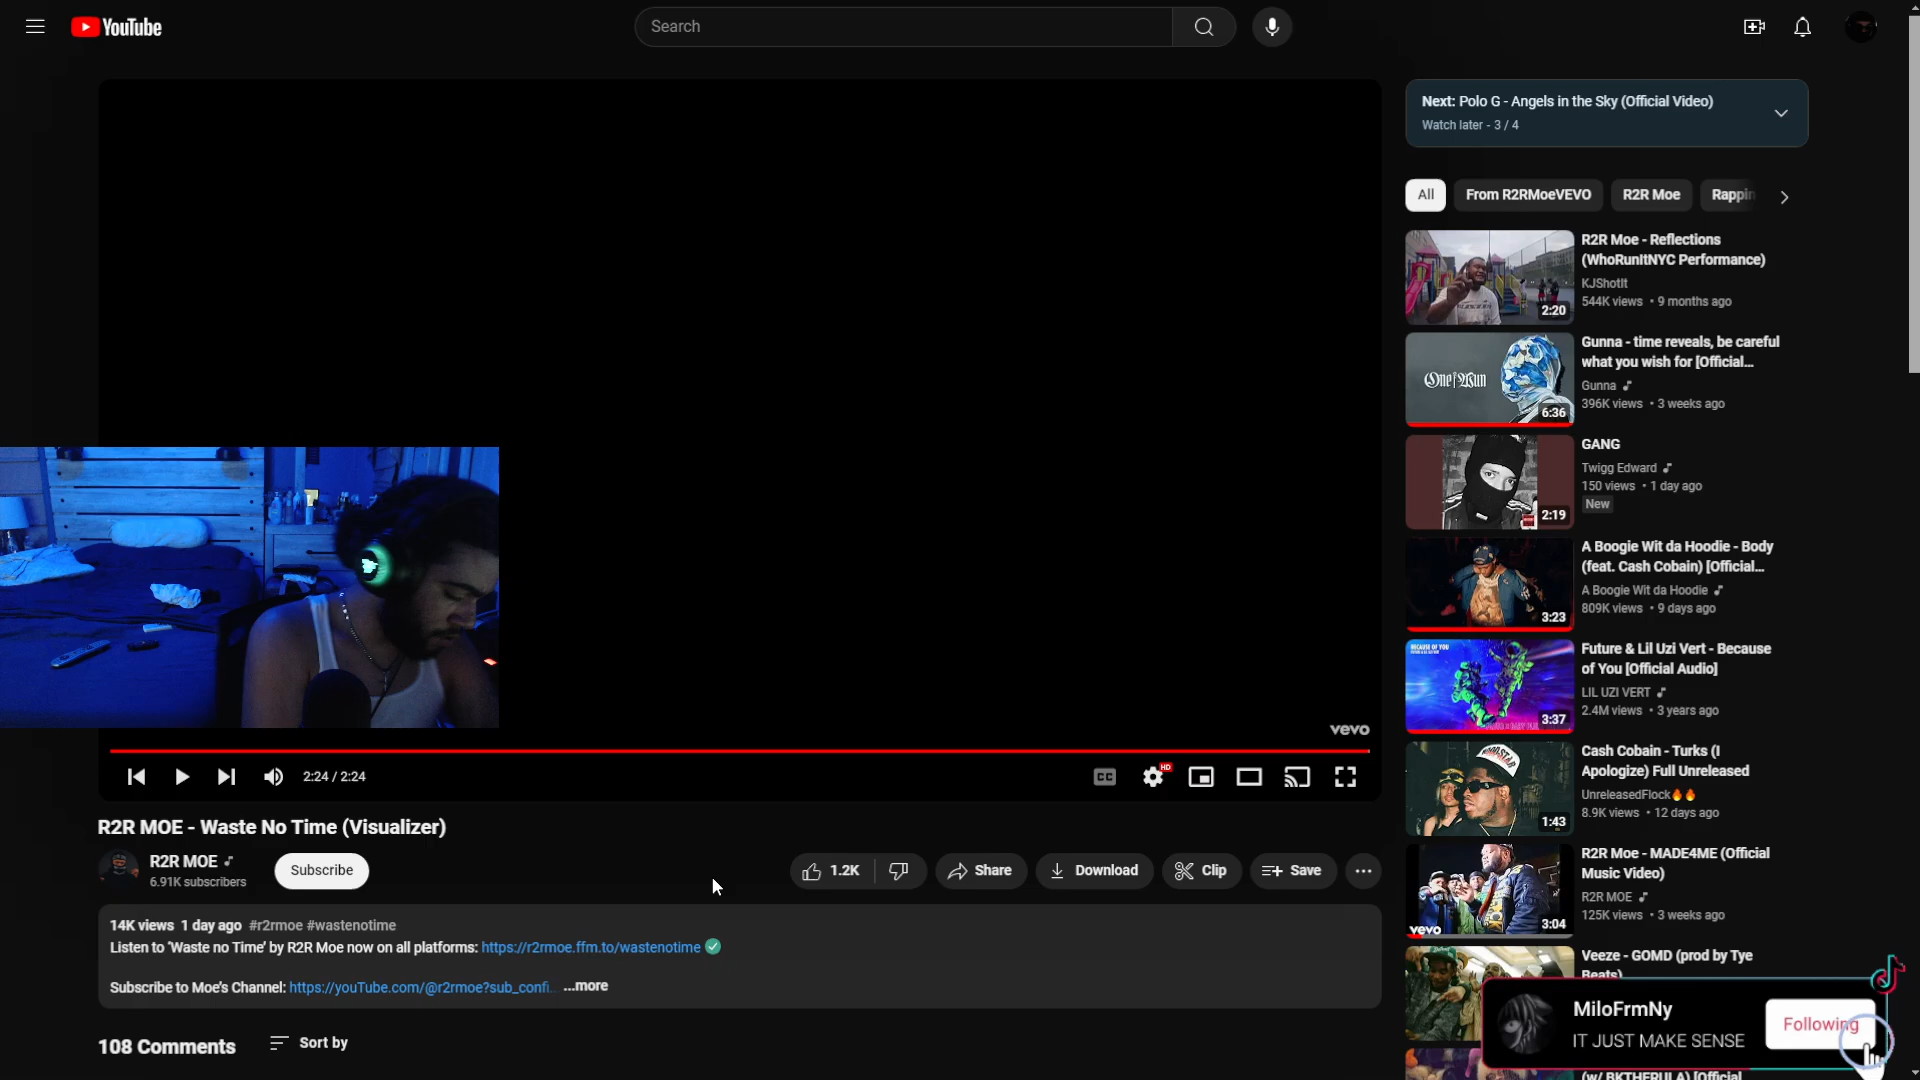 YouTube
Search
Next: Polo G - Angels in the Sky (Official Video)
Watch later - 3 / 4
All
From R2RMoeVEVO
R2R Moe
Rappin
R2R Moe - Reflections
(WhoRunItNYC Performance)
KJShotIt
544K views • 9 months ago
2:20
Gunna - time reveals, be careful
what you wish for [Official...
Gunna
396K views • 3 weeks ago
6:36
GANG
Twigg Edward
150 views • 1 day ago
New
2:19
A Boogie Wit da Hoodie - Body
(feat. Cash Cobain) [Official...
A Boogie Wit da Hoodie
809K views • 9 days ago
3:23
BECAUSE OF YOU
Future & Lil Uzi Vert - Because
of You [Official Audio]
LIL UZI VERT
2.4M views • 3 years ago
3:37
Cash Cobain - Turks (I
Apologize) Full Unreleased
UnreleasedFlock🔥🔥
8.9K views • 12 days ago
1:43
R2R Moe - MADE4ME (Official
Music Video)
R2R MOE
125K views • 3 weeks ago
vevo
3:04
Veeze - GOMD (prod by Tye
Beats)
(w/ BKTHERULA) [Official
MiloFrmNy
IT JUST MAKE SENSE
Following
vevo
2:24 / 2:24
CC
HD
R2R MOE - Waste No Time (Visualizer)
R2R MOE
6.91K subscribers
Subscribe
1.2K
Share
Download
Clip
Save
14K views 1 day ago #r2rmoe #wastenotime
Listen to 'Waste no Time' by R2R Moe now on all platforms: https://r2rmoe.ffm.to/wastenotime
Subscribe to Moe's Channel: https://youTube.com/@r2rmoe?sub_confi... ...more
108 Comments
Sort by